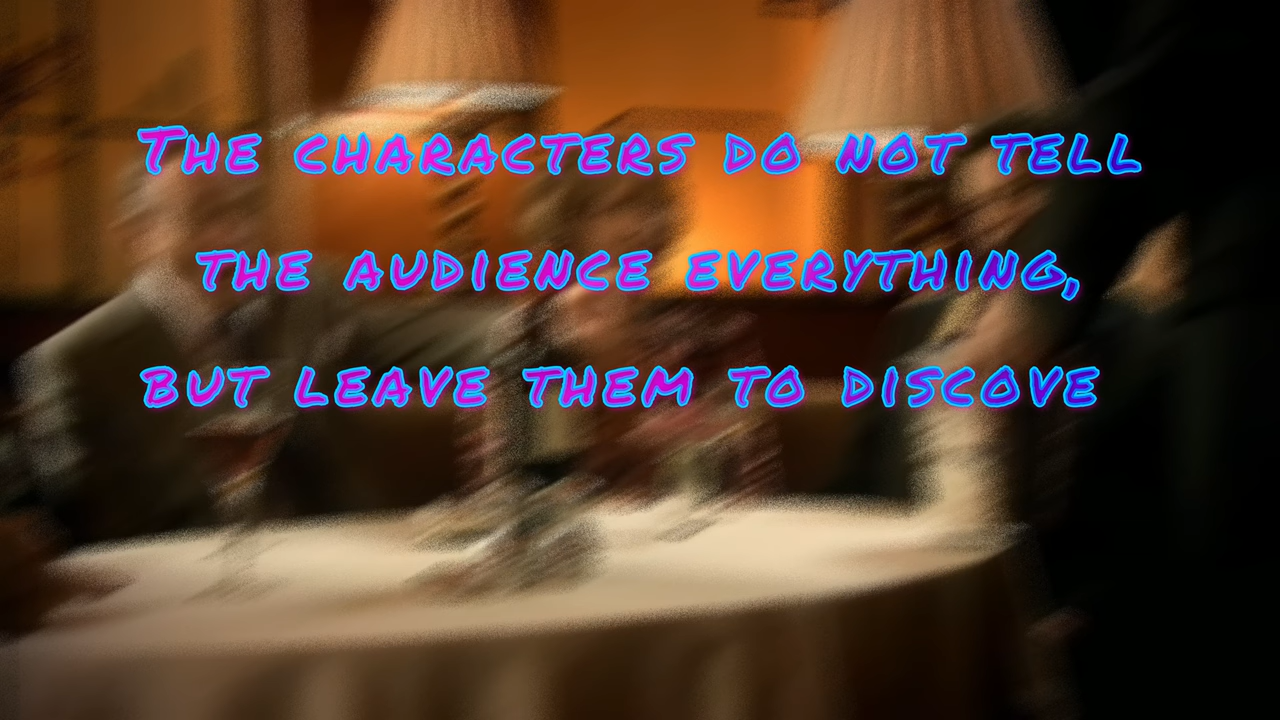 The characters do not tell
the audience everything,
but leave them to discove